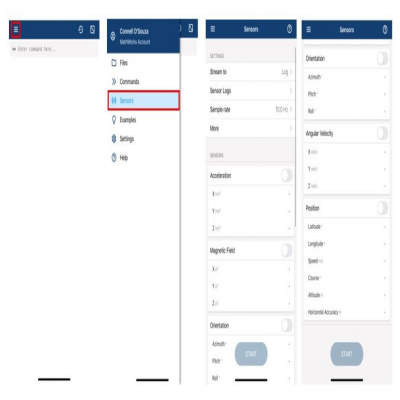 >> Enter command here...
Connell D'Souza
MathWorks Account
Files
Commands
Sensors
Examples
Settings
Help
Sensors
SETTINGS
Stream to Log >
Sensor Logs >
Sample rate 10.0 Hz >
More >
SENSORS
Acceleration
X m/s²
Y m/s²
Z m/s²
Magnetic Field
X μT
Y μT
Z μT
Orientation
Azimuth°
Pitch°
Roll°
START
Sensors
Orientation
Azimuth°
Pitch°
Roll°
Angular Velocity
X rad/s
Y rad/s
Z rad/s
Position
Latitude°
Longitude°
Speed m/s
Course°
Altitude m
Horizontal Accuracy m
START